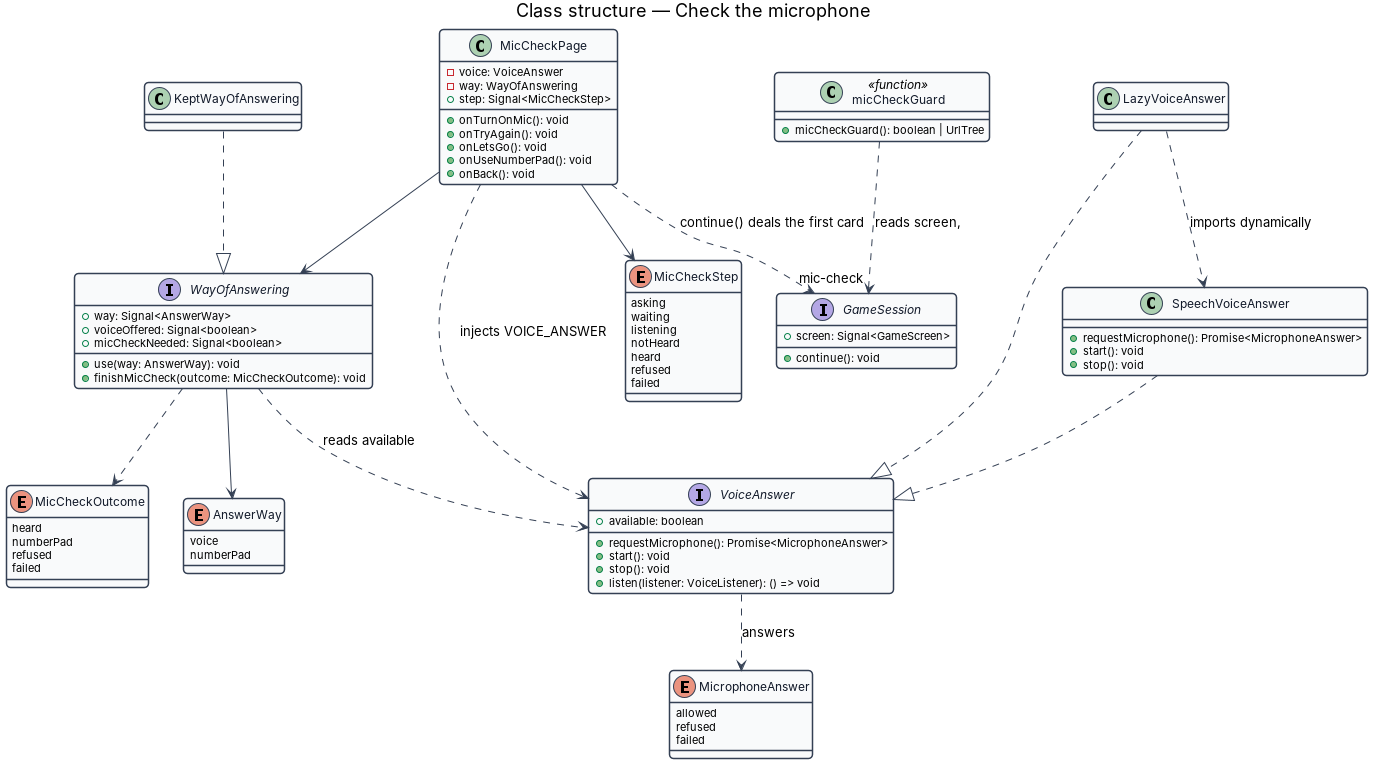 Class structure — Check the microphone
C MicCheckPage
voice: VoiceAnswer
way: WayOfAnswering
step: Signal<MicCheckStep>
onTurnOnMic(): void
onTryAgain(): void
onLetsGo(): void
onUseNumberPad(): void
onBack(): void
C KeptWayOfAnswering
C «function»
micCheckGuard
micCheckGuard(): boolean | UrlTree
C LazyVoiceAnswer
continue() deals the first card
reads screen,
mic-check
imports dynamically
I WayOfAnswering
way: Signal<AnswerWay>
voiceOffered: Signal<boolean>
micCheckNeeded: Signal<boolean>
use(way: AnswerWay): void
finishMicCheck(outcome: MicCheckOutcome): void
injects VOICE_ANSWER
E MicCheckStep
asking
waiting
listening
notHeard
heard
refused
failed
I GameSession
screen: Signal<GameScreen>
continue(): void
C SpeechVoiceAnswer
requestMicrophone(): Promise<MicrophoneAnswer>
start(): void
stop(): void
reads available
E MicCheckOutcome
heard
numberPad
refused
failed
E AnswerWay
voice
numberPad
I VoiceAnswer
available: boolean
requestMicrophone(): Promise<MicrophoneAnswer>
start(): void
stop(): void
listen(listener: VoiceListener): () => void
answers
E MicrophoneAnswer
allowed
refused
failed